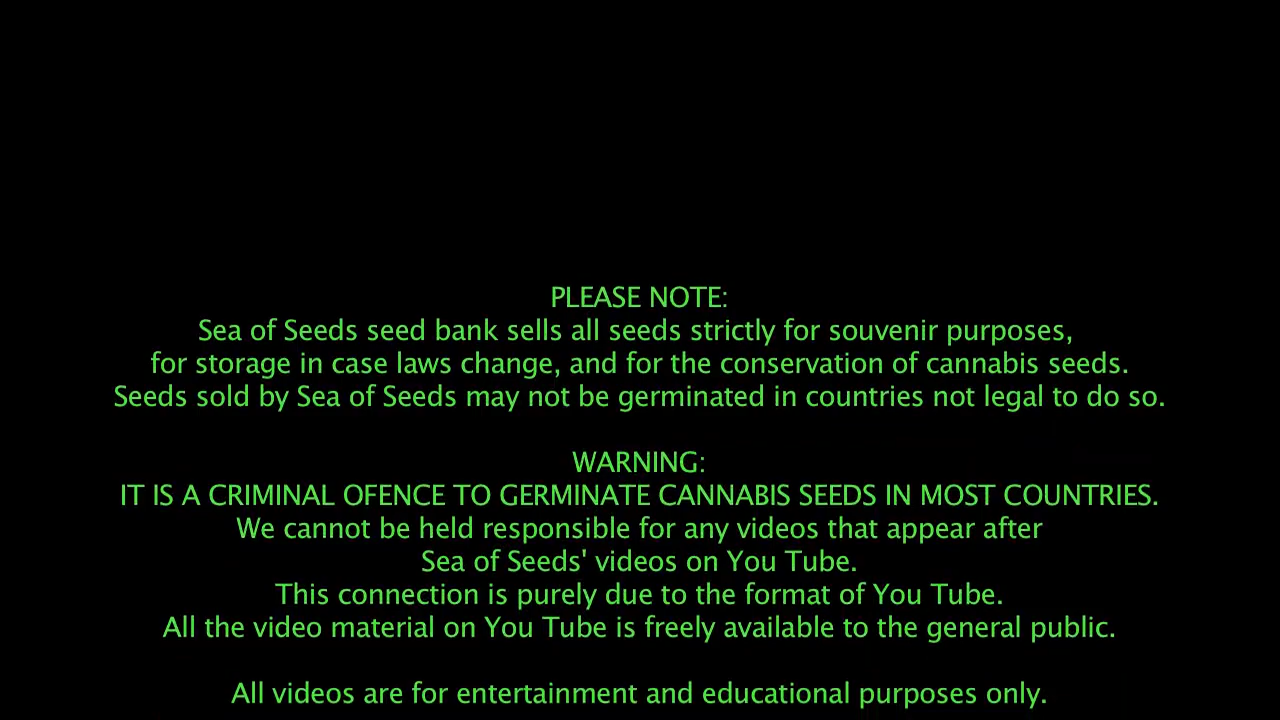 PLEASE NOTE:
Sea of Seeds seed bank sells all seeds strictly for souvenir purposes,
for storage in case laws change, and for the conservation of cannabis seeds.
Seeds sold by Sea of Seeds may not be germinated in countries not legal to do so.
WARNING:
IT IS A CRIMINAL OFENCE TO GERMINATE CANNABIS SEEDS IN MOST COUNTRIES.
We cannot be held responsible for any videos that appear after
Sea of Seeds' videos on You Tube.
This connection is purely due to the format of You Tube.
All the video material on You Tube is freely available to the general public.
All videos are for entertainment and educational purposes only.